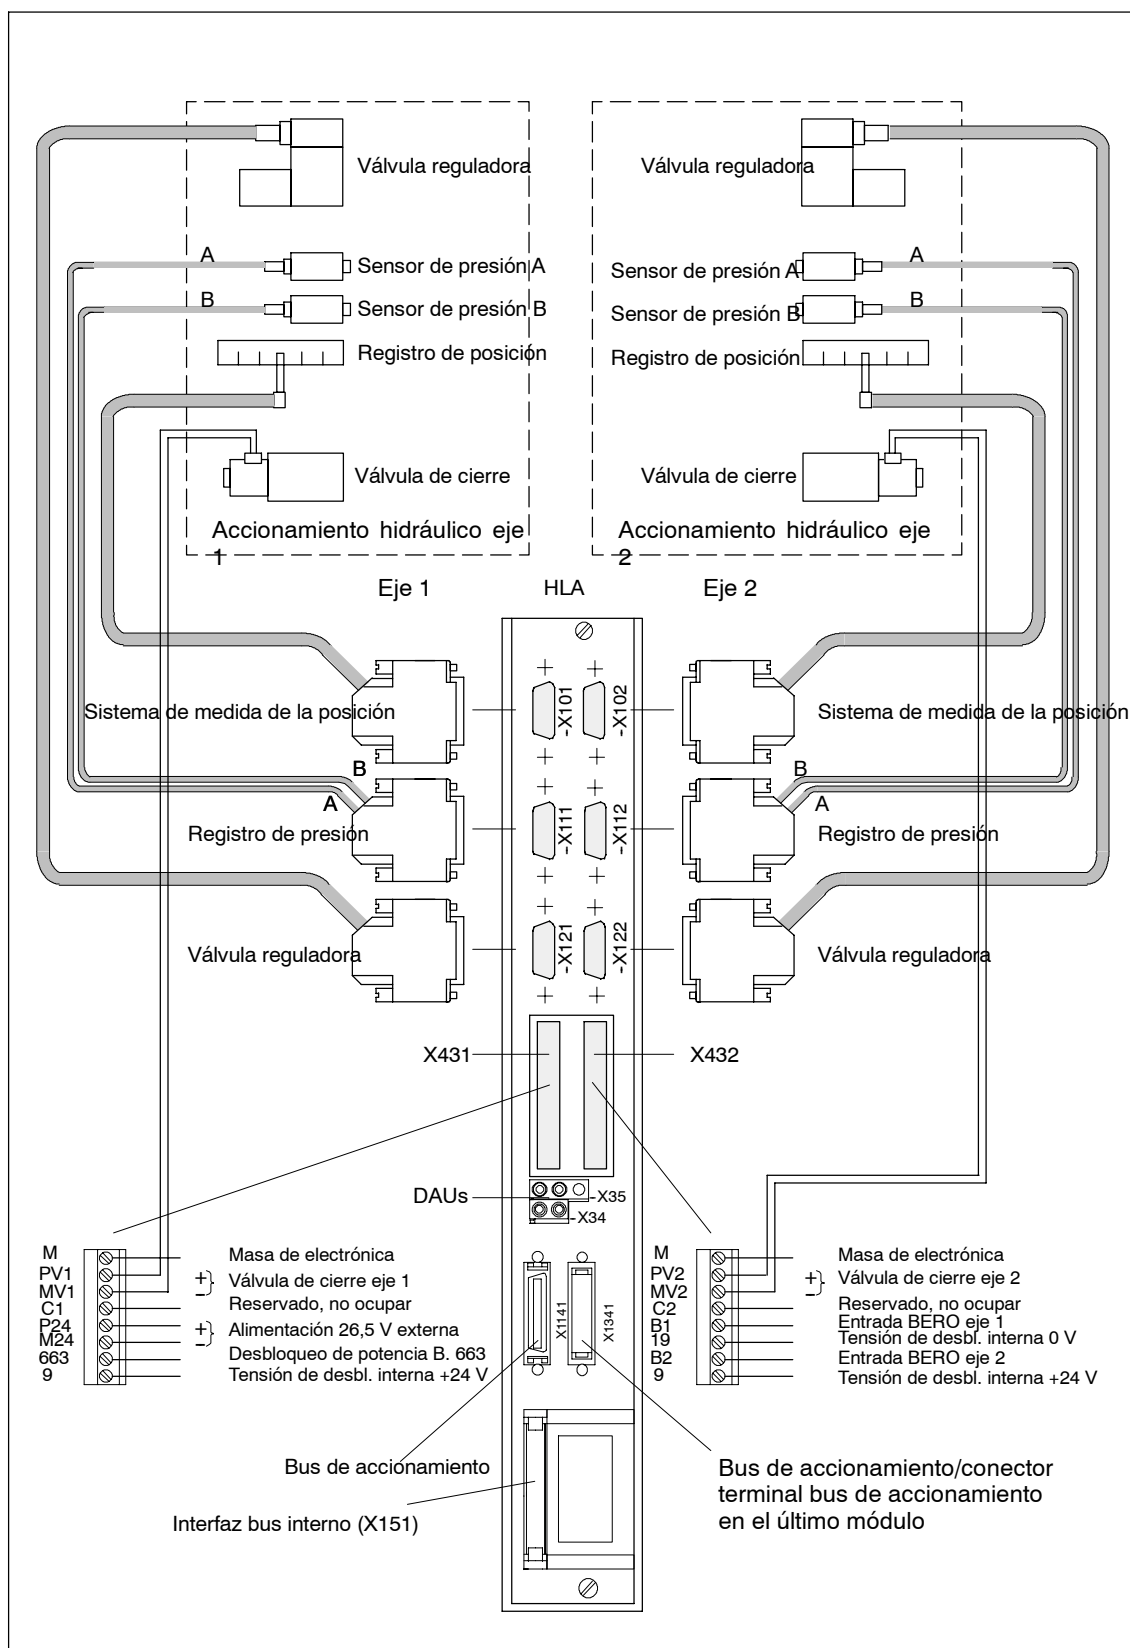 Válvula reguladora
Válvula reguladora
A
Sensor de presión A
Sensor de presión A
A
B
Sensor de presión B
Sensor de presión B
B
Registro de posición
Registro de posición
Válvula de cierre
Válvula de cierre
Accionamiento hidráulico eje
1
Accionamiento hidráulico eje
2
Eje 1
HLA
Eje 2
Sistema de medida de la posición
-X101
-X102
Sistema de medida de la posición
B
A
B
A
Registro de presión
-X111
-X112
Registro de presión
Válvula reguladora
-X121
-X122
Válvula reguladora
X431
X432
DAUs
-X35
-X34
M
Masa de electrónica
PV1
+
Válvula de cierre eje 1
MV1
–
C1
Reservado, no ocupar
P24
+
Alimentación 26,5 V externa
M24
–
663
Desbloqueo de potencia B. 663
9
Tensión de desbl. interna +24 V
X1141
X1341
M
Masa de electrónica
PV2
+
Válvula de cierre eje 2
MV2
–
C2
Reservado, no ocupar
B1
Entrada BERO eje 1
19
Tensión de desbl. interna 0 V
B2
Entrada BERO eje 2
9
Tensión de desbl. interna +24 V
Bus de accionamiento
Interfaz bus interno (X151)
Bus de accionamiento/conector
terminal bus de accionamiento
en el último módulo